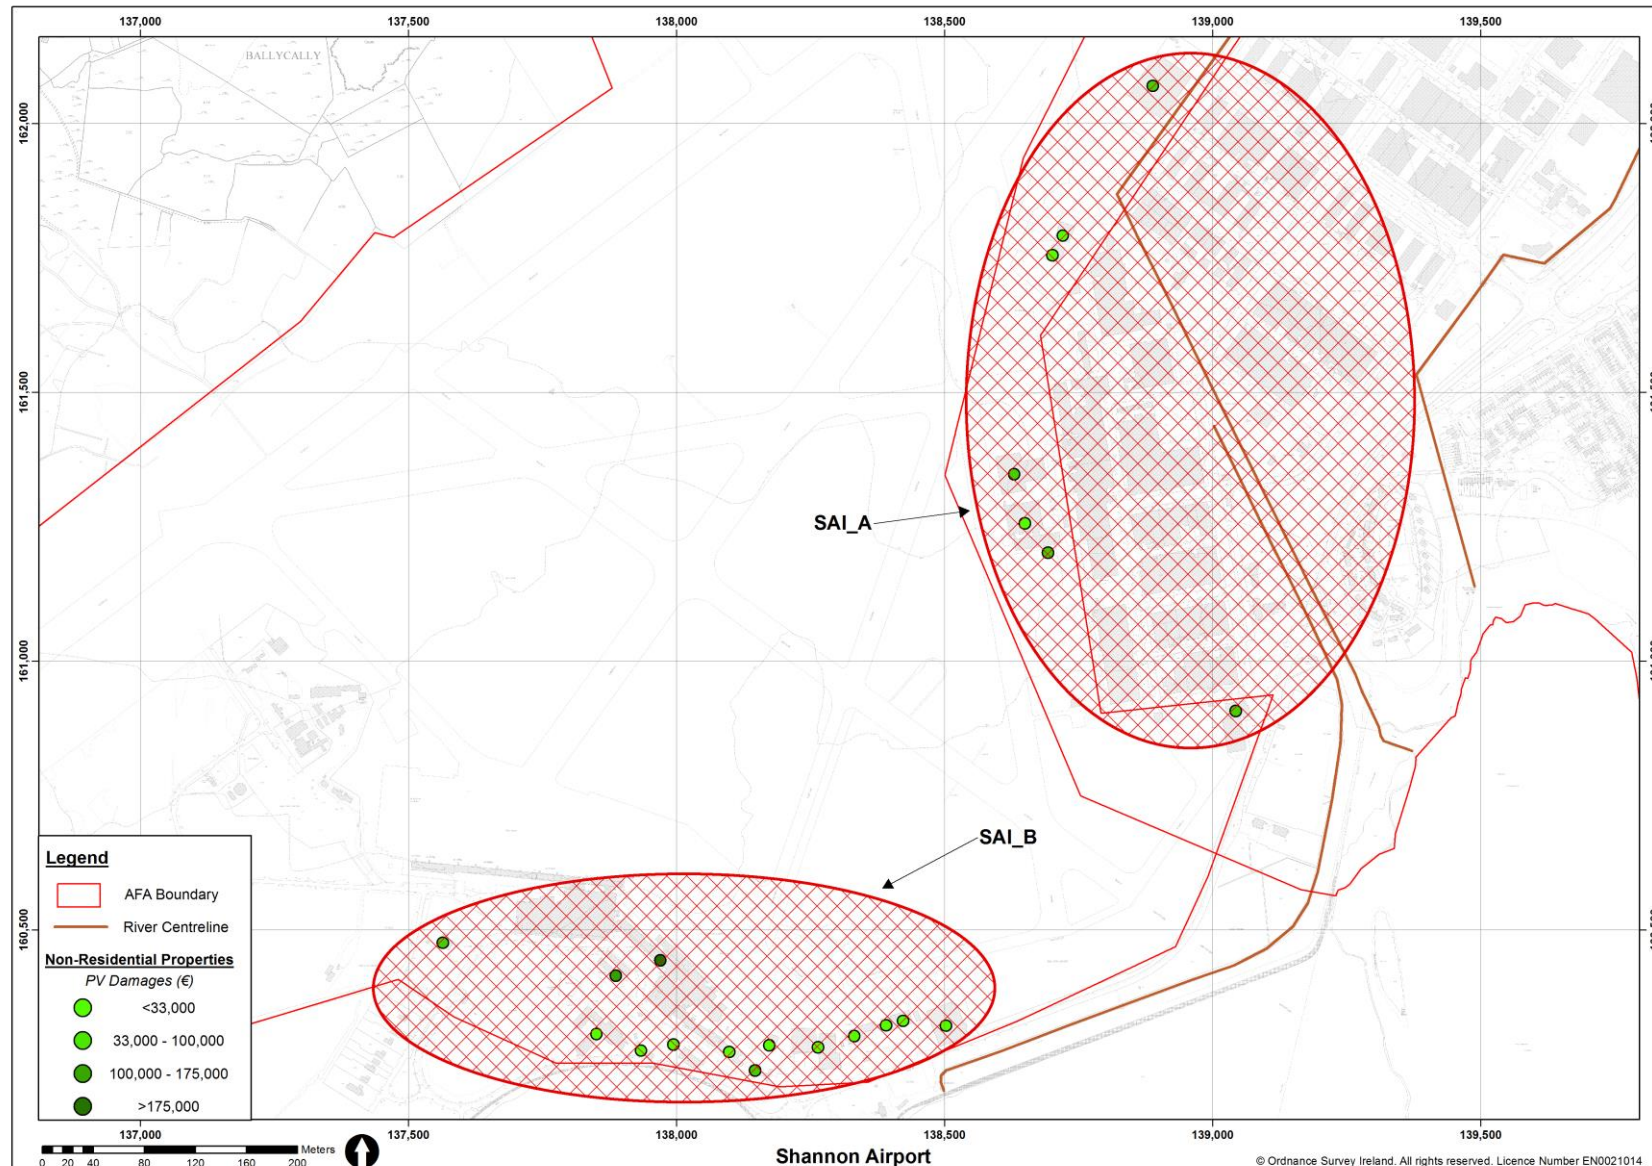 137,000 137,500 138,000 138,500 139,000 139,500
BALLYCALLY
162,000
161,500
SAI_A
161,000
SAI_B
160,500
Legend
AFA Boundary
River Centreline
Non-Residential Properties
PV Damages (€)
<33,000
33,000 - 100,000
100,000 - 175,000
>175,000
137,000 137,500 138,000 138,500 139,000 139,500
Meters
0 20 40 80 120 160 200
Shannon Airport
© Ordnance Survey Ireland. All rights reserved. Licence Number EN0021014